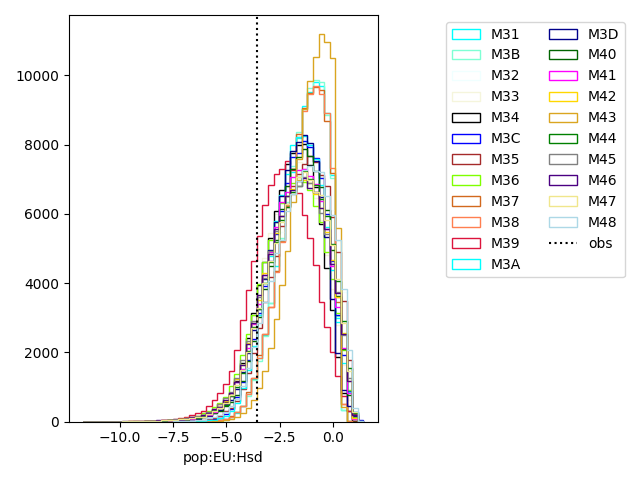 10000
8000
6000
4000
2000
0
−10.0 −7.5 −5.0 −2.5 0.0
pop:EU:Hsd
M31 M3D
M3B M40
M32 M41
M33 M42
M34 M43
M3C M44
M35 M45
M36 M46
M37 M47
M38 M48
M39 obs
M3A